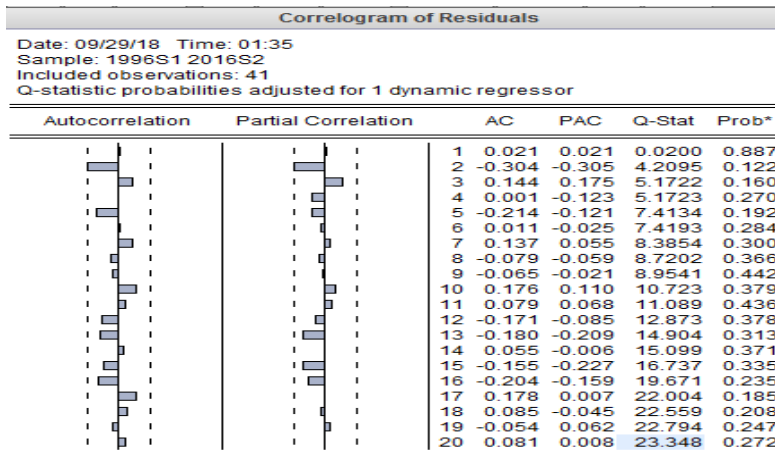 Correlogram of Residuals
Date: 09/29/18 Time: 01:35
Sample: 1996S1 2016S2
Included observations: 41
Q-statistic probabilities adjusted for 1 dynamic regressor
Autocorrelation Partial Correlation AC PAC Q-Stat Prob*
1 0.021 0.021 0.0200 0.887
2 -0.304 -0.305 4.2095 0.122
3 0.144 0.175 5.1722 0.160
4 0.001 -0.123 5.1723 0.270
5 -0.214 -0.121 7.4134 0.192
6 0.011 -0.025 7.4193 0.284
7 0.137 0.055 8.3854 0.300
8 -0.079 -0.059 8.7202 0.366
9 -0.065 -0.021 8.9541 0.442
10 0.176 0.110 10.723 0.379
11 0.079 0.068 11.089 0.436
12 -0.171 -0.085 12.873 0.378
13 -0.180 -0.209 14.904 0.313
14 0.055 -0.006 15.099 0.371
15 -0.155 -0.227 16.737 0.335
16 -0.204 -0.159 19.671 0.235
17 0.178 0.007 22.004 0.185
18 0.085 -0.045 22.559 0.208
19 -0.054 0.062 22.794 0.247
20 0.081 0.008 23.348 0.272